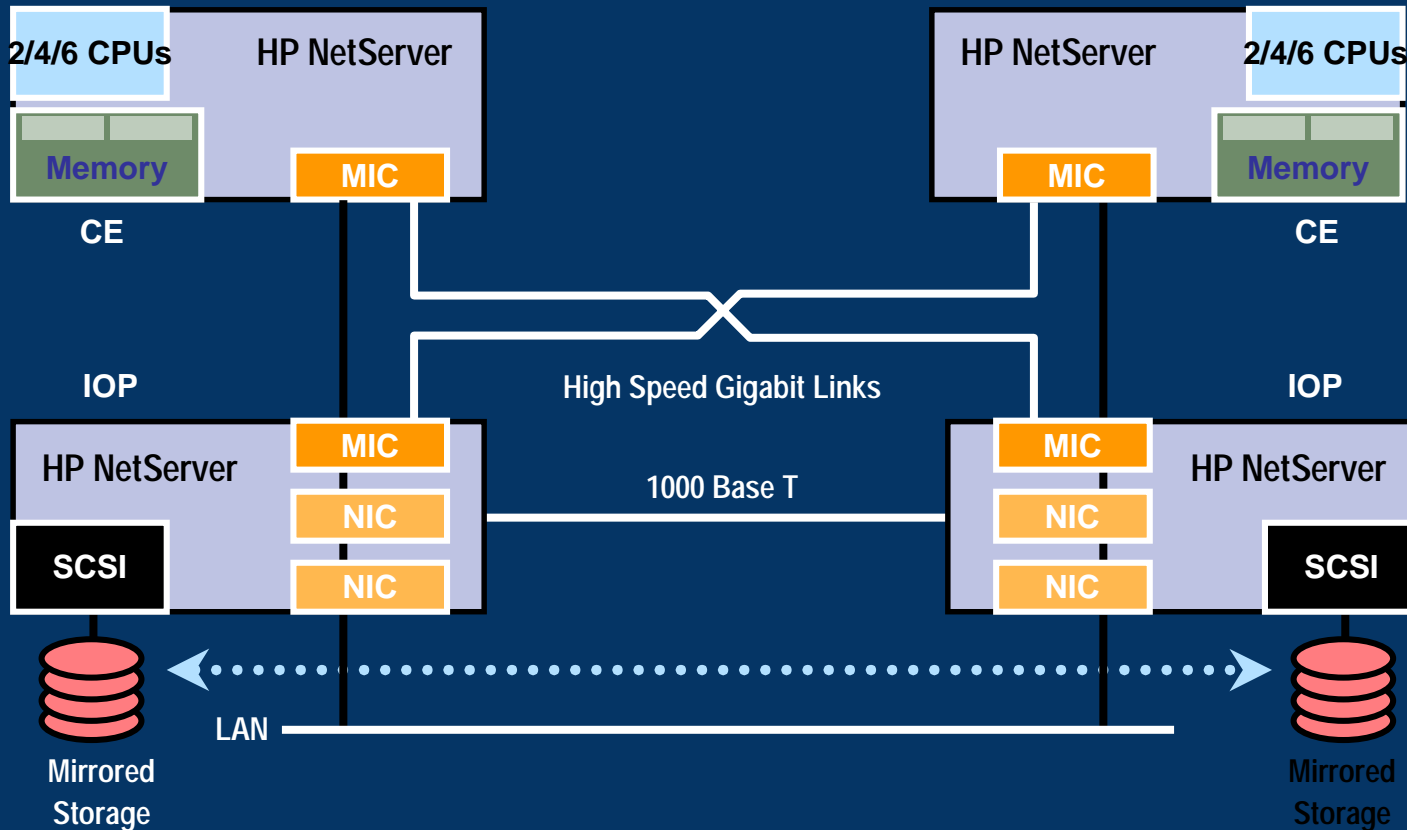 2/4/6 CPUs
HP NetServer
HP NetServer
2/4/6 CPUs
Memory
MIC
MIC
Memory
CE
CE
IOP
High Speed Gigabit Links
IOP
HP NetServer
MIC
MIC
HP NetServer
1000 Base T
NIC
NIC
SCSI
NIC
NIC
SCSI
LAN
Mirrored
Storage
Mirrored
Storage